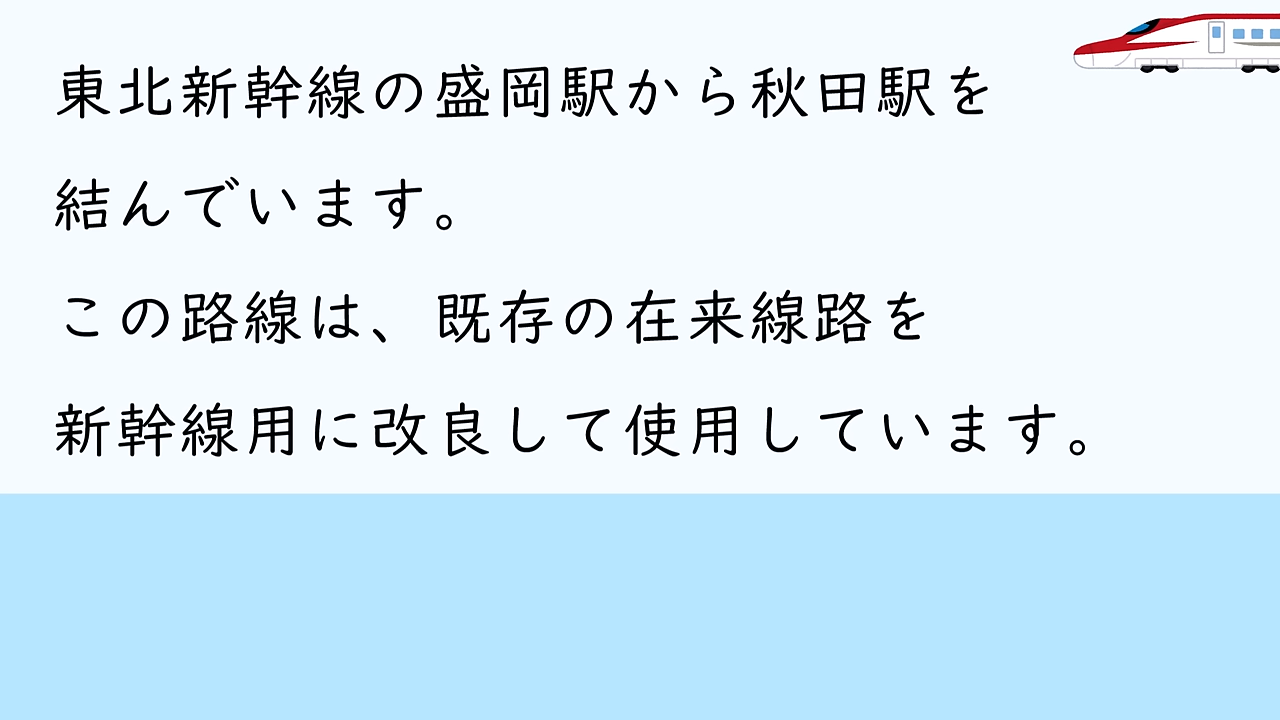 東北新幹線の盛岡駅から秋田駅を
結んでいます。
この路線は、既存の在来線路を
新幹線用に改良して使用しています。